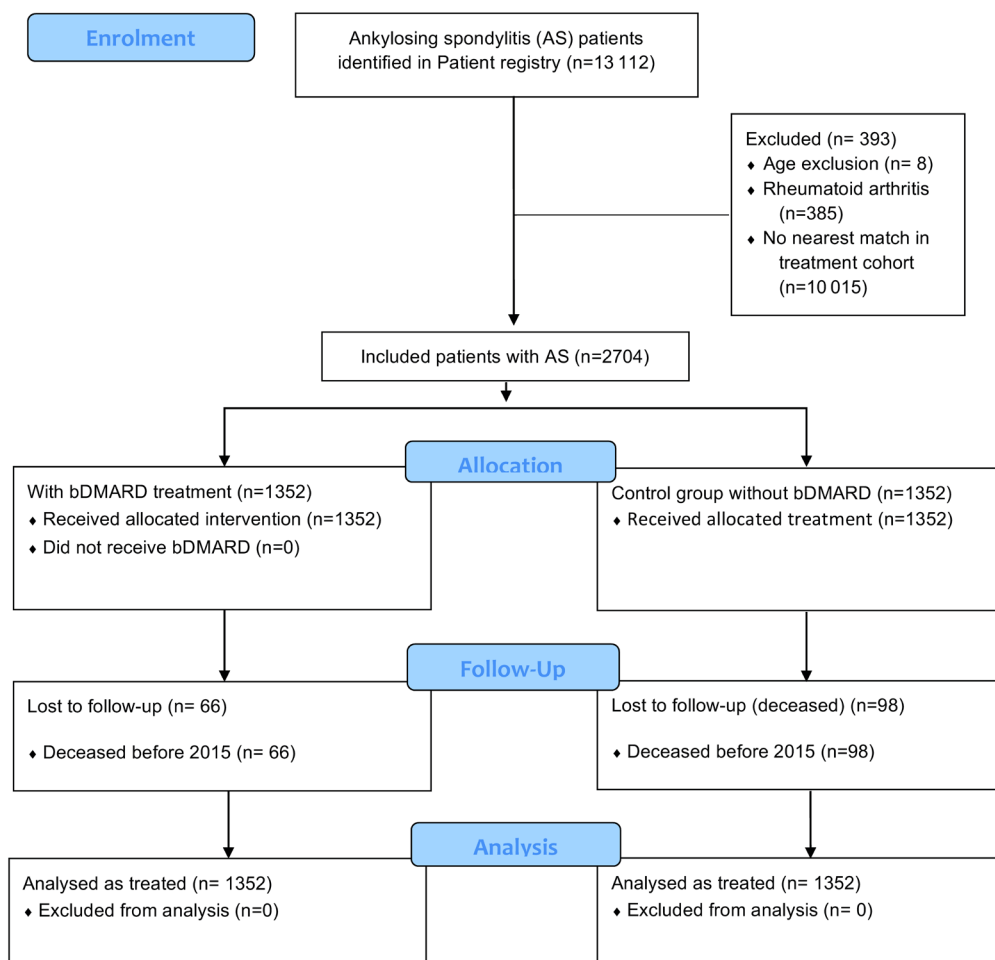 Enrolment
Ankylosing spondylitis (AS) patients
identified in Patient registry (n=13 112)
Excluded (n= 393)
♦ Age exclusion (n= 8)
♦ Rheumatoid arthritis
(n=385)
♦ No nearest match in
treatment cohort
(n=10 015)
Included patients with AS (n=2704)
Allocation
With bDMARD treatment (n=1352)
♦ Received allocated intervention (n=1352)
♦ Did not receive bDMARD (n=0)
Control group without bDMARD (n=1352)
♦ Received allocated treatment (n=1352)
Follow-Up
Lost to follow-up (n= 66)
♦ Deceased before 2015 (n= 66)
Lost to follow-up (deceased) (n=98)
♦ Deceased before 2015 (n=98)
Analysis
Analysed as treated (n= 1352)
♦ Excluded from analysis (n=0)
Analysed as treated (n= 1352)
♦ Excluded from analysis (n= 0)